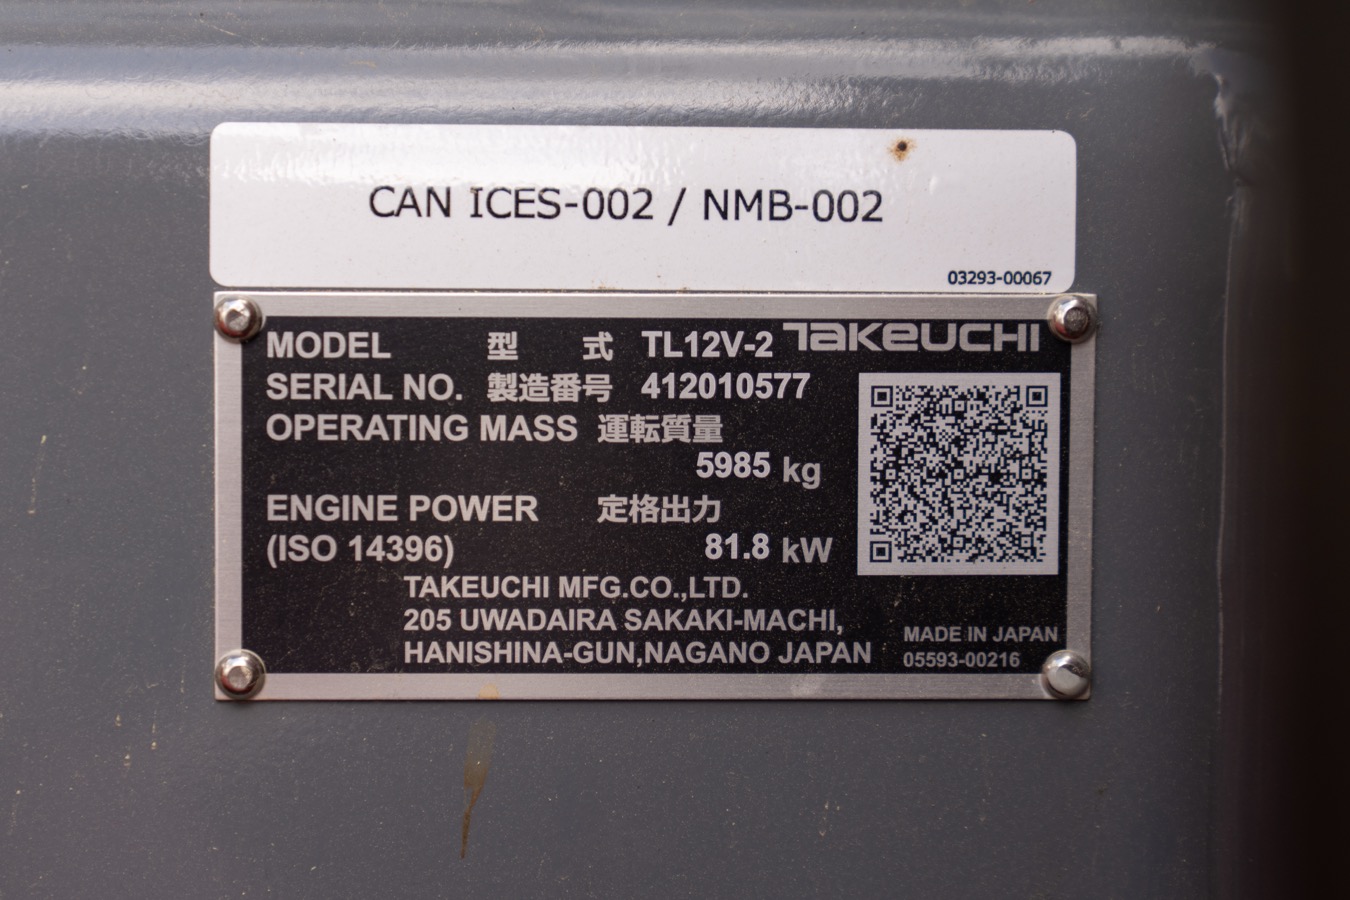 CAN ICES-002 / NMB-002
03293-00067
MODEL 型 式 TL12V-2 TAKEUCHI
SERIAL NO. 製造番号 412010577
OPERATING MASS 運転質量
5985 kg
ENGINE POWER 定格出力
(ISO 14396) 81.8 kW
TAKEUCHI MFG.CO.,LTD.
205 UWADAIRA SAKAKI-MACHI,
HANISHINA-GUN,NAGANO JAPAN
MADE IN JAPAN
05593-00216